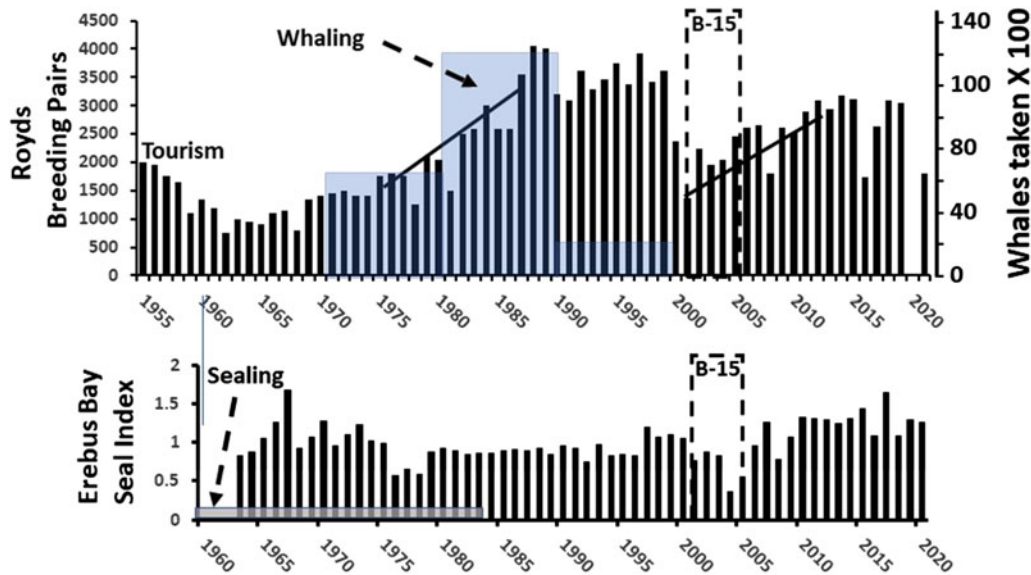 4500
4000
3500
3000
2500
2000
1500
1000
500
0
Royds
Breeding Pairs
Tourism
Whaling
B-15
140
120
100
80
60
40
20
0
Whales taken X 100
1955 1960 1965 1970 1975 1980 1985 1990 1995 2000 2005 2010 2015 2020
2
1.5
1
0.5
0
Erebus Bay
Seal Index
Sealing
B-15
1960 1965 1970 1975 1980 1985 1990 1995 2000 2005 2010 2015 2020